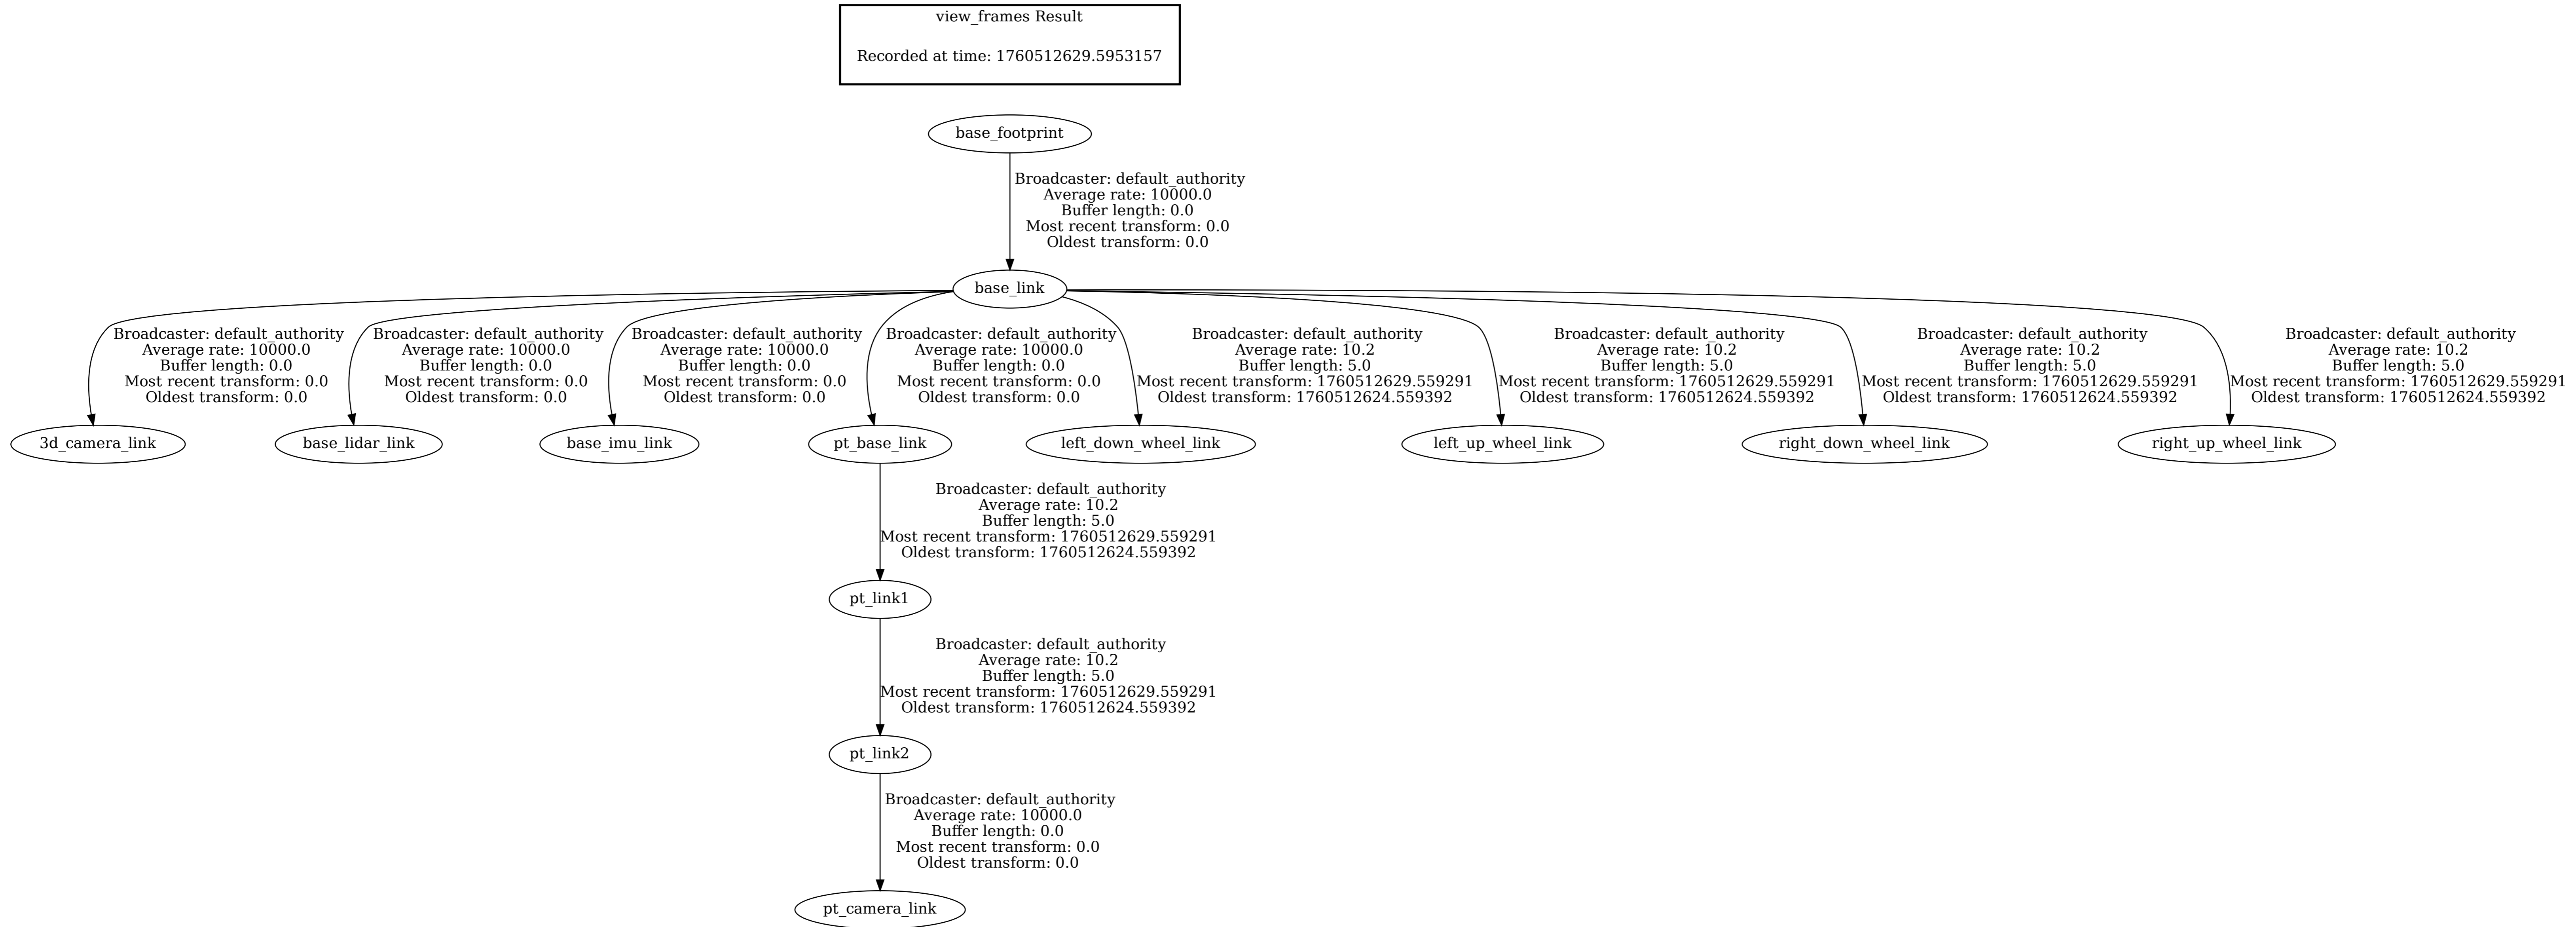 view_frames Result
Recorded at time: 1760512629.5953157
base_footprint
Broadcaster: default_authority
Average rate: 10000.0
Buffer length: 0.0
Most recent transform: 0.0
Oldest transform: 0.0
base_link
Broadcaster: default_authority
Average rate: 10000.0
Buffer length: 0.0
Most recent transform: 0.0
Oldest transform: 0.0
Broadcaster: default_authority
Average rate: 10000.0
Buffer length: 0.0
Most recent transform: 0.0
Oldest transform: 0.0
Broadcaster: default_authority
Average rate: 10000.0
Buffer length: 0.0
Most recent transform: 0.0
Oldest transform: 0.0
Broadcaster: default_authority
Average rate: 10000.0
Buffer length: 0.0
Most recent transform: 0.0
Oldest transform: 0.0
Broadcaster: default_authority
Average rate: 10.2
Buffer length: 5.0
Most recent transform: 1760512629.559291
Oldest transform: 1760512624.559392
Broadcaster: default_authority
Average rate: 10.2
Buffer length: 5.0
Most recent transform: 1760512629.559291
Oldest transform: 1760512624.559392
Broadcaster: default_authority
Average rate: 10.2
Buffer length: 5.0
Most recent transform: 1760512629.559291
Oldest transform: 1760512624.559392
Broadcaster: default_authority
Average rate: 10.2
Buffer length: 5.0
Most recent transform: 1760512629.559291
Oldest transform: 1760512624.559392
3d_camera_link
base_lidar_link
base_imu_link
pt_base_link
left_down_wheel_link
left_up_wheel_link
right_down_wheel_link
right_up_wheel_link
Broadcaster: default_authority
Average rate: 10.2
Buffer length: 5.0
Most recent transform: 1760512629.559291
Oldest transform: 1760512624.559392
pt_link1
Broadcaster: default_authority
Average rate: 10.2
Buffer length: 5.0
Most recent transform: 1760512629.559291
Oldest transform: 1760512624.559392
pt_link2
Broadcaster: default_authority
Average rate: 10000.0
Buffer length: 0.0
Most recent transform: 0.0
Oldest transform: 0.0
pt_camera_link